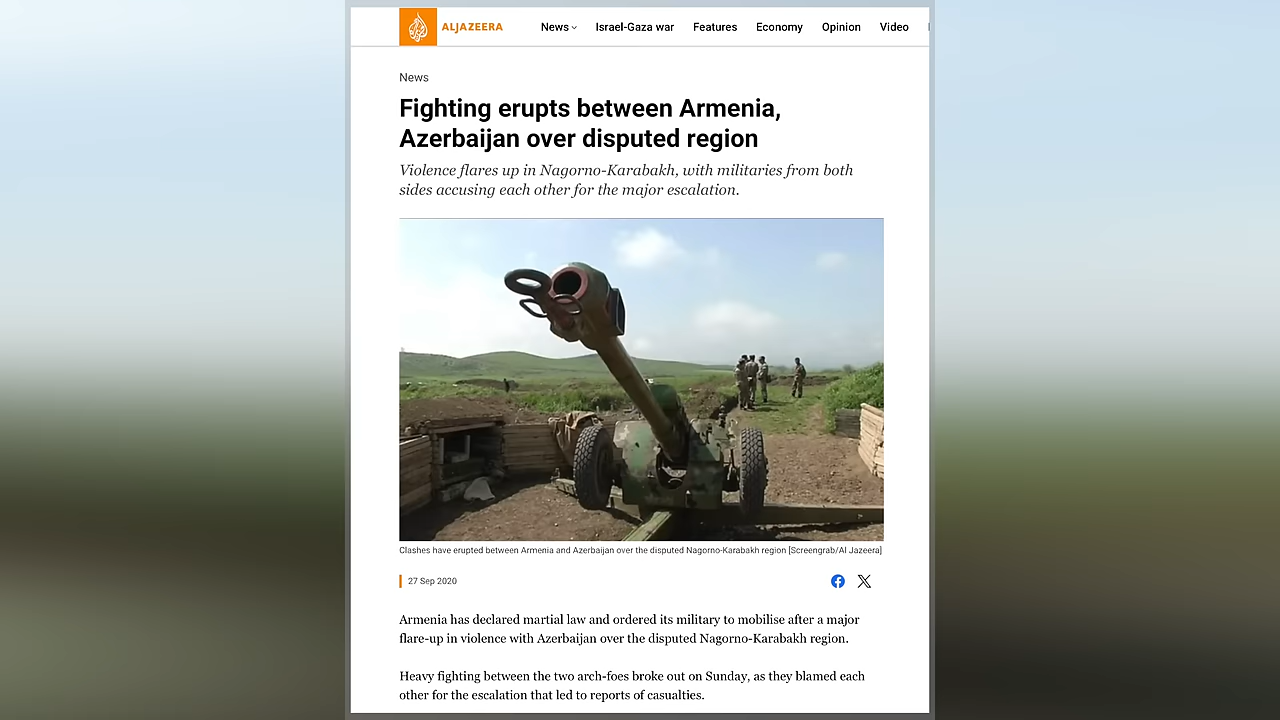 ALJAZEERA News Israel-Gaza war Features Economy Opinion Video
News
Fighting erupts between Armenia,
Azerbaijan over disputed region
Violence flares up in Nagorno-Karabakh, with militaries from both
sides accusing each other for the major escalation.
Clashes have erupted between Armenia and Azerbaijan over the disputed Nagorno-Karabakh region [Screengrab/Al Jazeera]
27 Sep 2020
Armenia has declared martial law and ordered its military to mobilise after a major
flare-up in violence with Azerbaijan over the disputed Nagorno-Karabakh region.
Heavy fighting between the two arch-foes broke out on Sunday, as they blamed each
other for the escalation that led to reports of casualties.